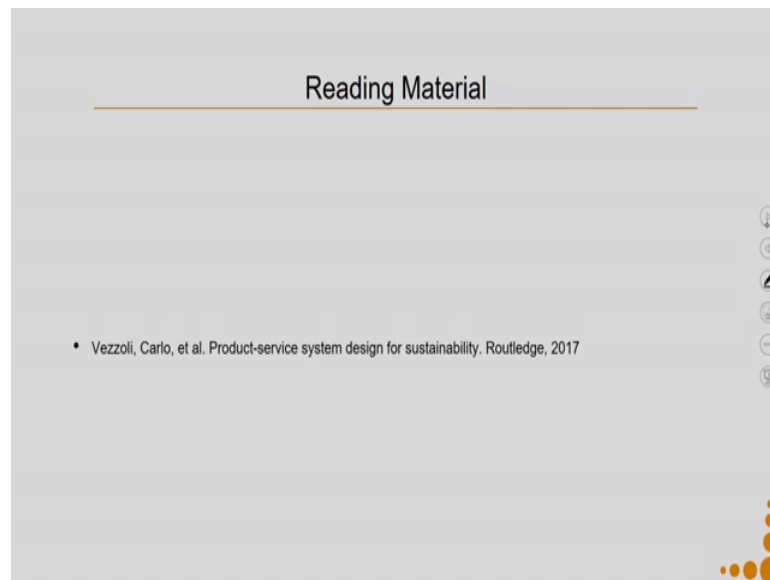 Reading Material
• Vezzoli, Carlo, et al. Product-service system design for sustainability. Routledge, 2017